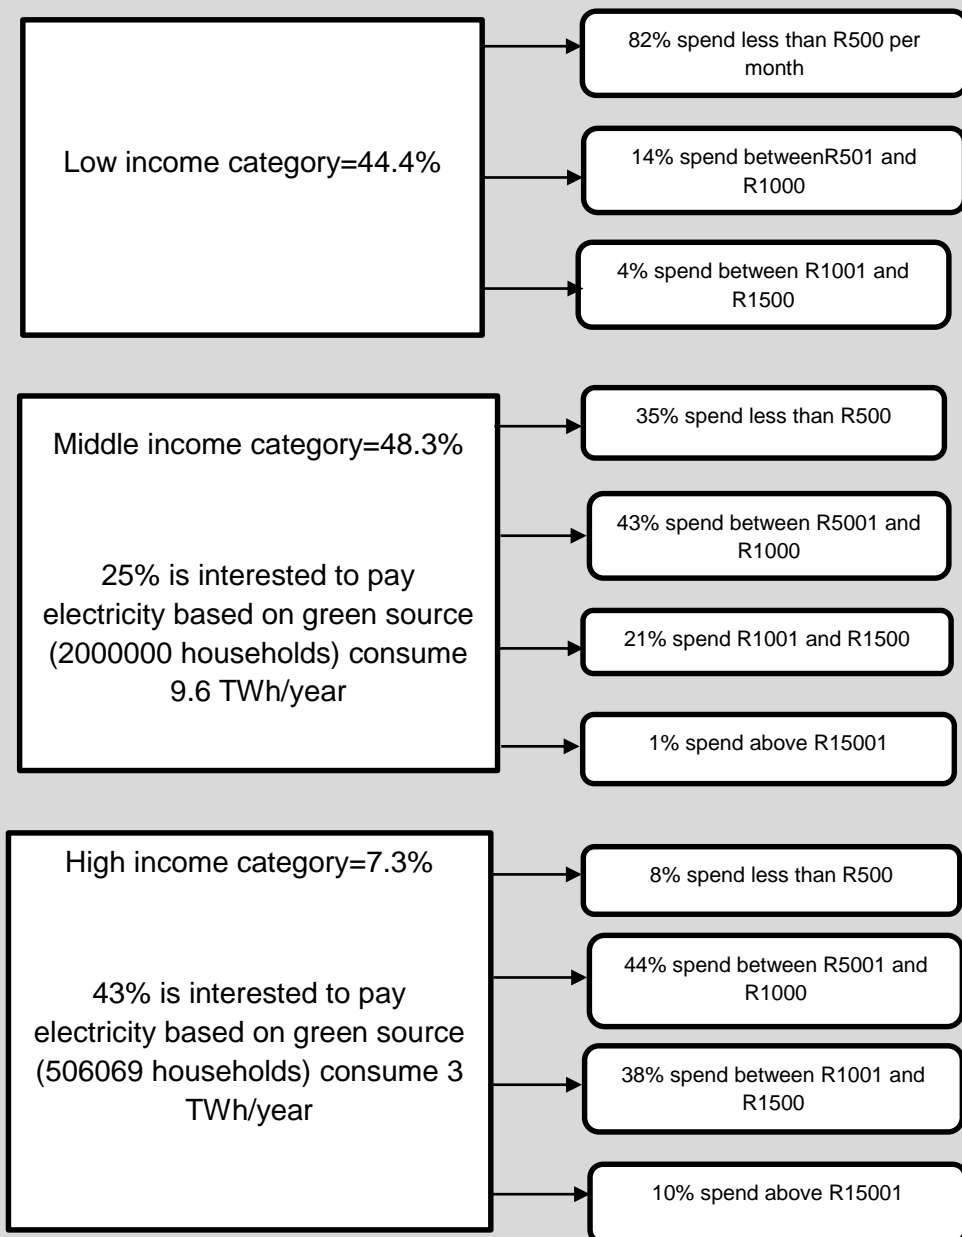 Low income category=44.4%
82% spend less than R500 per
month
14% spend betweenR501 and
R1000
4% spend between R1001 and
R1500
Middle income category=48.3%
25% is interested to pay
electricity based on green source
(2000000 households) consume
9.6 TWh/year
35% spend less than R500
43% spend between R5001 and
R1000
21% spend R1001 and R1500
1% spend above R15001
High income category=7.3%
43% is interested to pay
electricity based on green source
(506069 households) consume 3
TWh/year
8% spend less than R500
44% spend between R5001 and
R1000
38% spend between R1001 and
R1500
10% spend above R15001